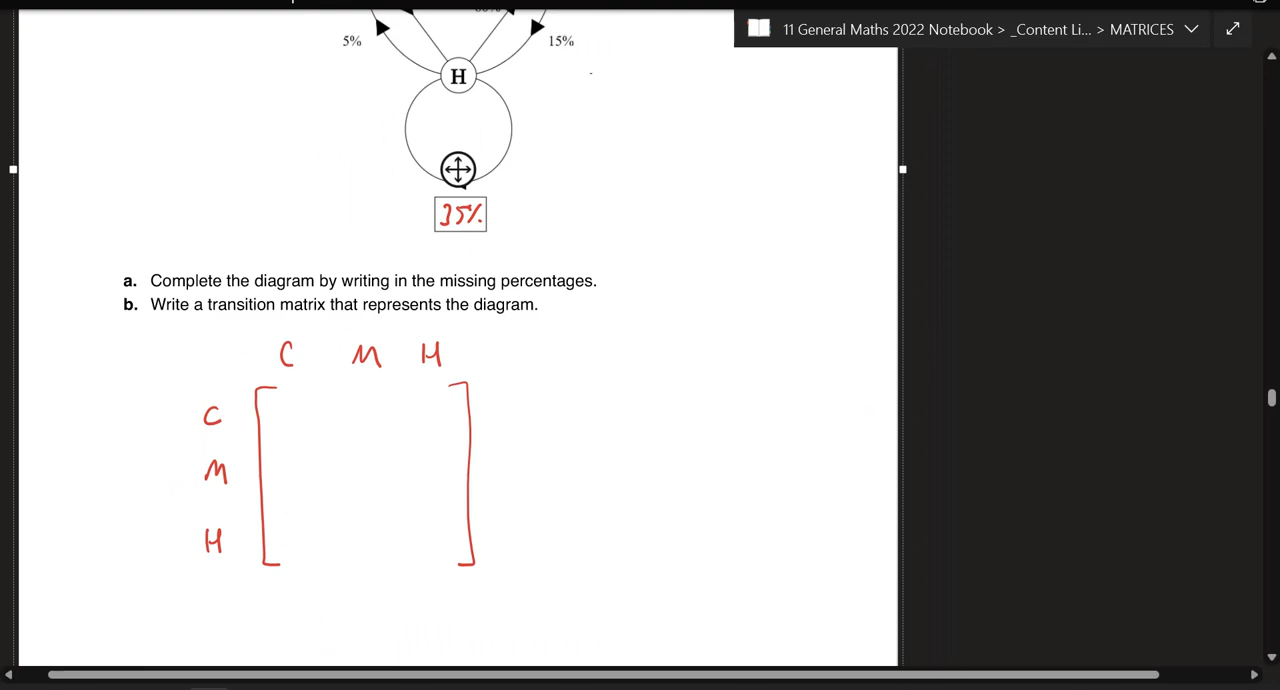 11 General Maths 2022 Notebook > _Content Li... > MATRICES
5%
15%
H
35%
a. Complete the diagram by writing in the missing percentages.
b. Write a transition matrix that represents the diagram.
C M H
C
M
H